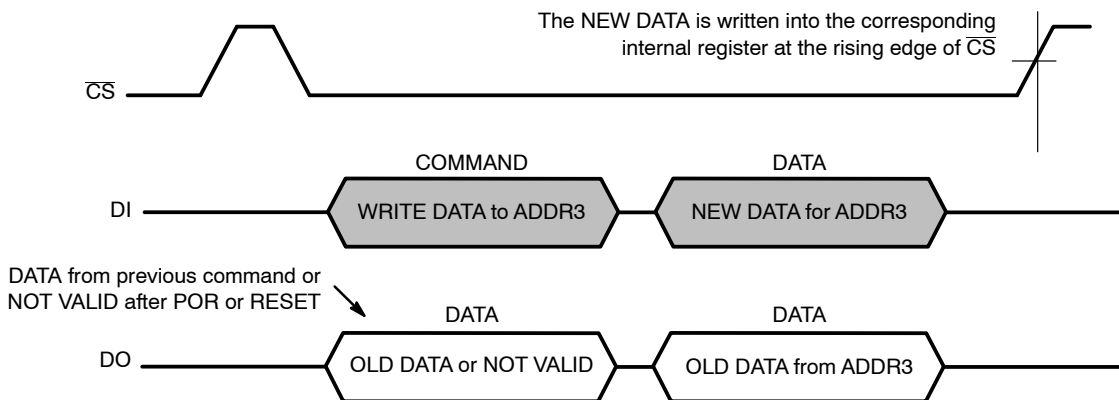 The NEW DATA is written into the corresponding
internal register at the rising edge of C̅S̅
C̅S̅
COMMAND
DATA
DI
WRITE DATA to ADDR3
NEW DATA for ADDR3
DATA from previous command or
NOT VALID after POR or RESET
DATA
DATA
DO
OLD DATA or NOT VALID
OLD DATA from ADDR3